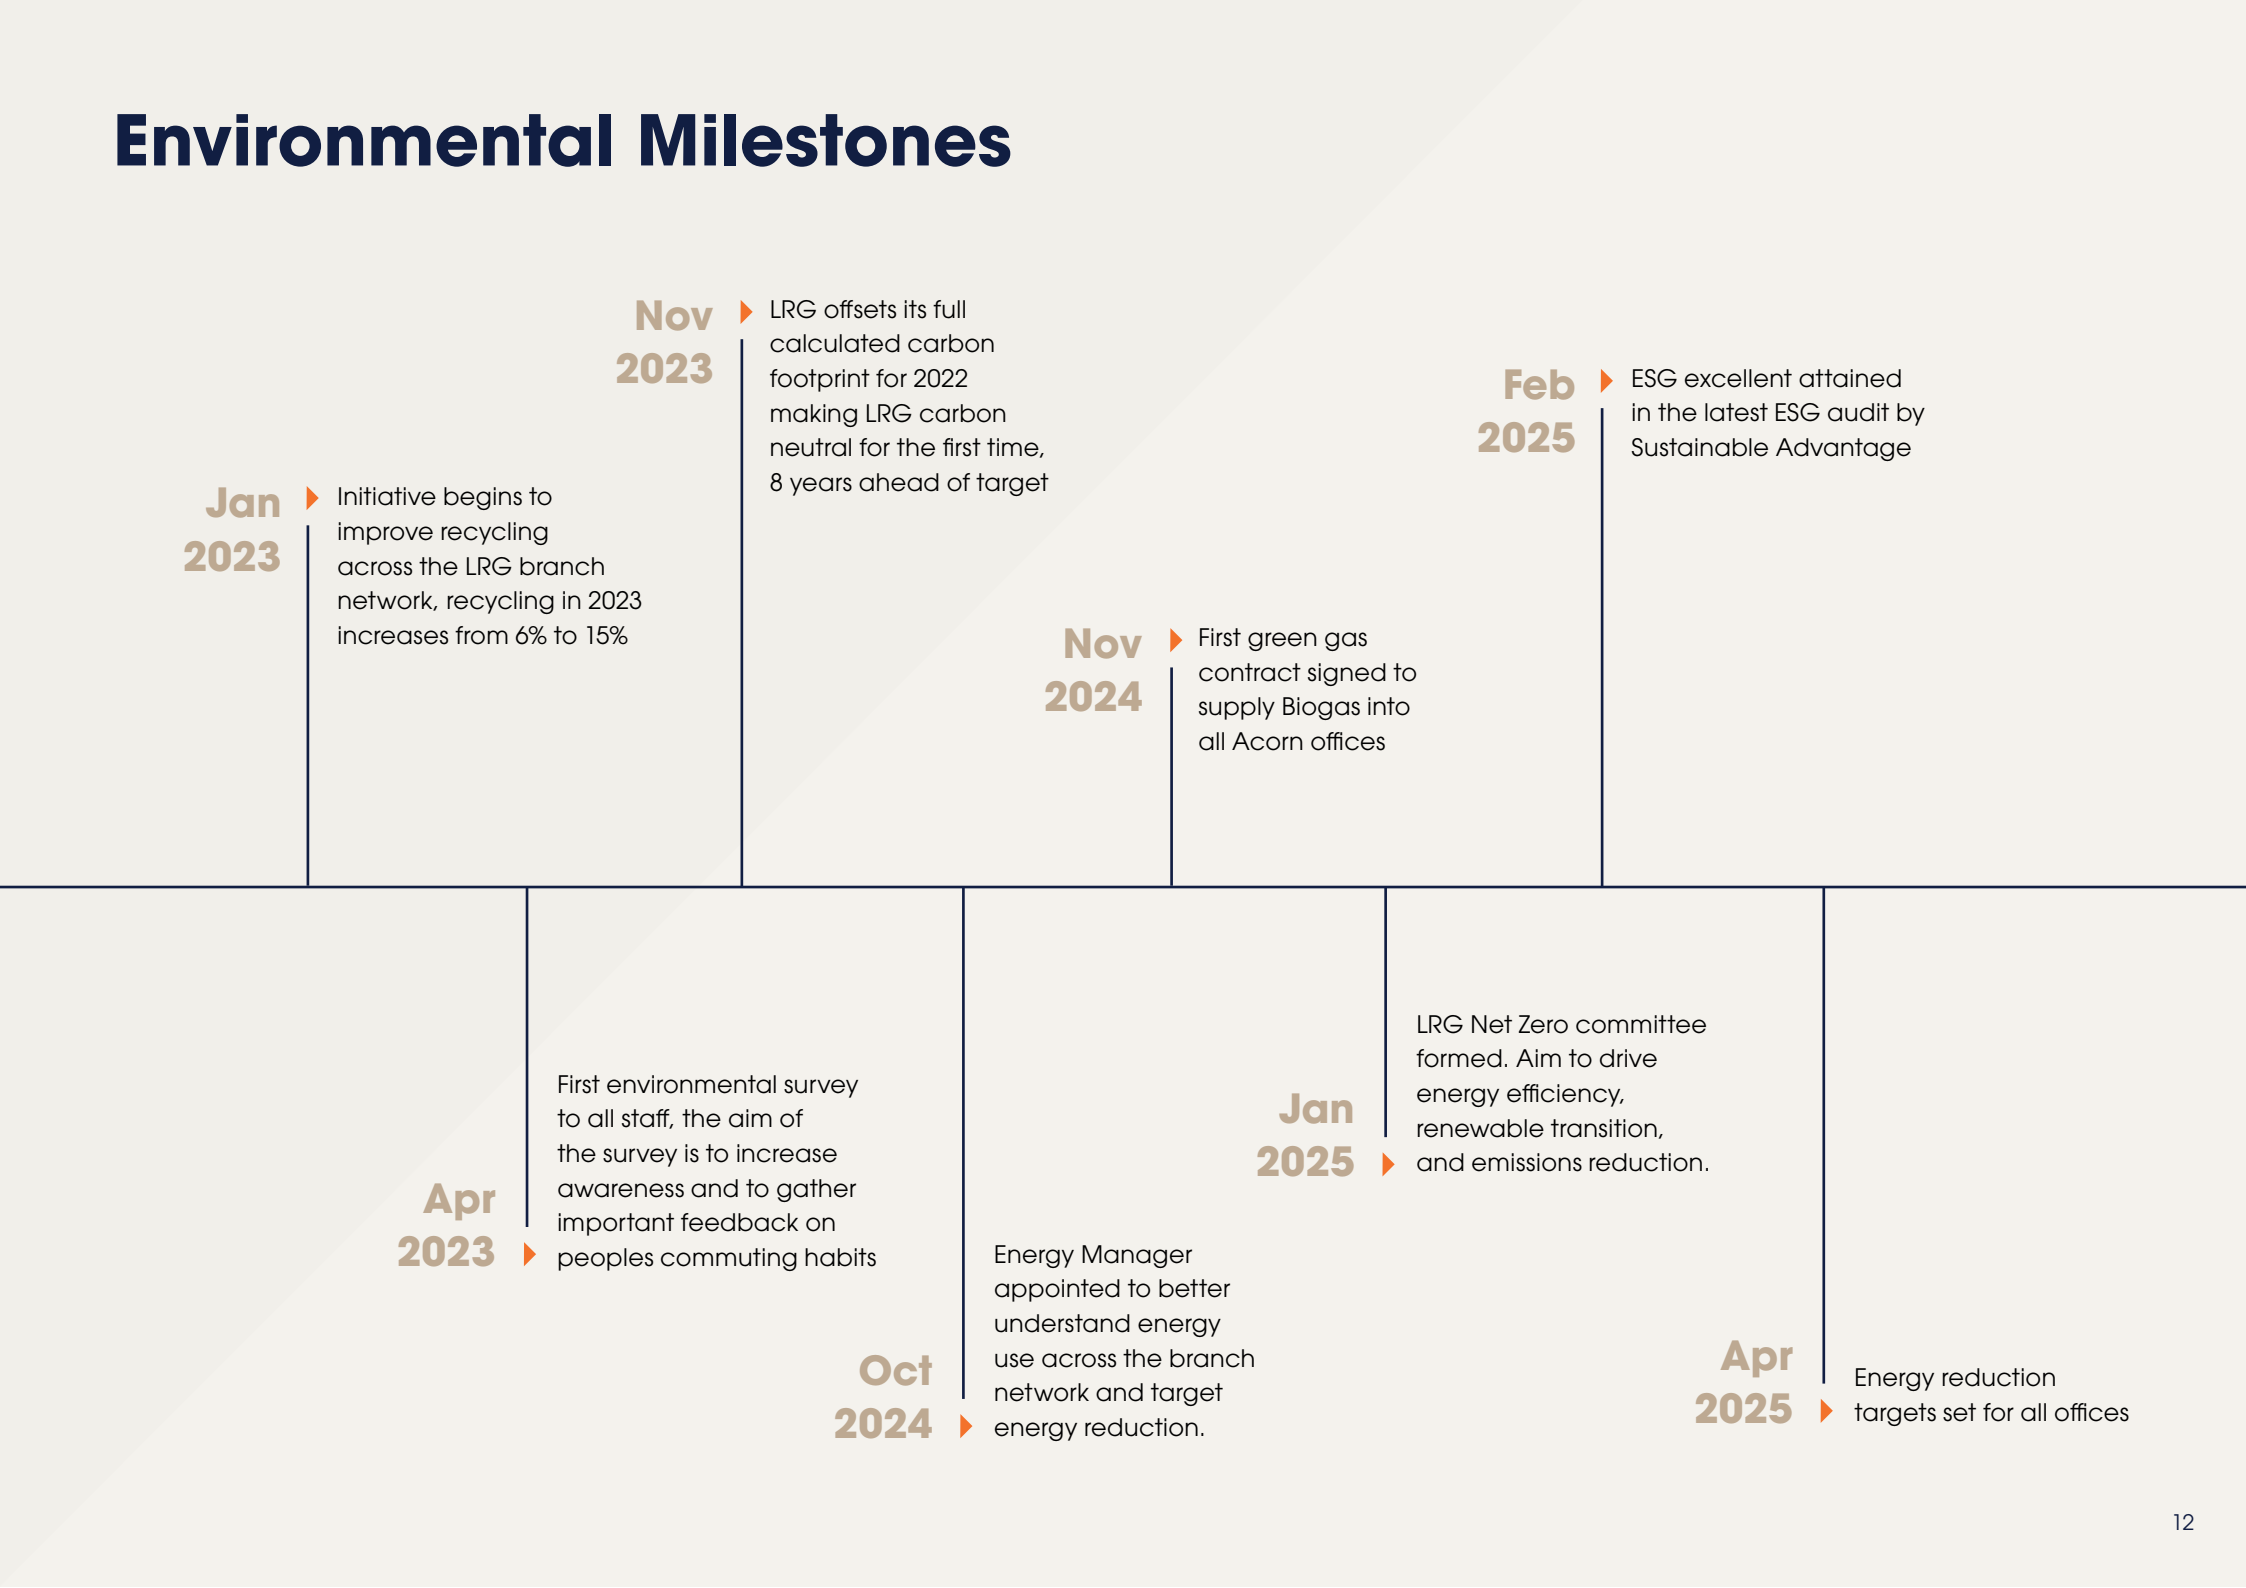 Environmental Milestones
Jan
2023
Initiative begins to
improve recycling
across the LRG branch
network, recycling in 2023
increases from 6% to 15%
Apr
2023
First environmental survey
to all staff, the aim of
the survey is to increase
awareness and to gather
important feedback on
peoples commuting habits
Nov
2023
LRG offsets its full
calculated carbon
footprint for 2022
making LRG carbon
neutral for the first time,
8 years ahead of target
Oct
2024
Energy Manager
appointed to better
understand energy
use across the branch
network and target
energy reduction.
Nov
2024
First green gas
contract signed to
supply Biogas into
all Acorn offices
Jan
2025
LRG Net Zero committee
formed. Aim to drive
energy efficiency,
renewable transition,
and emissions reduction.
Feb
2025
ESG excellent attained
in the latest ESG audit by
Sustainable Advantage
Apr
2025
Energy reduction
targets set for all offices
12